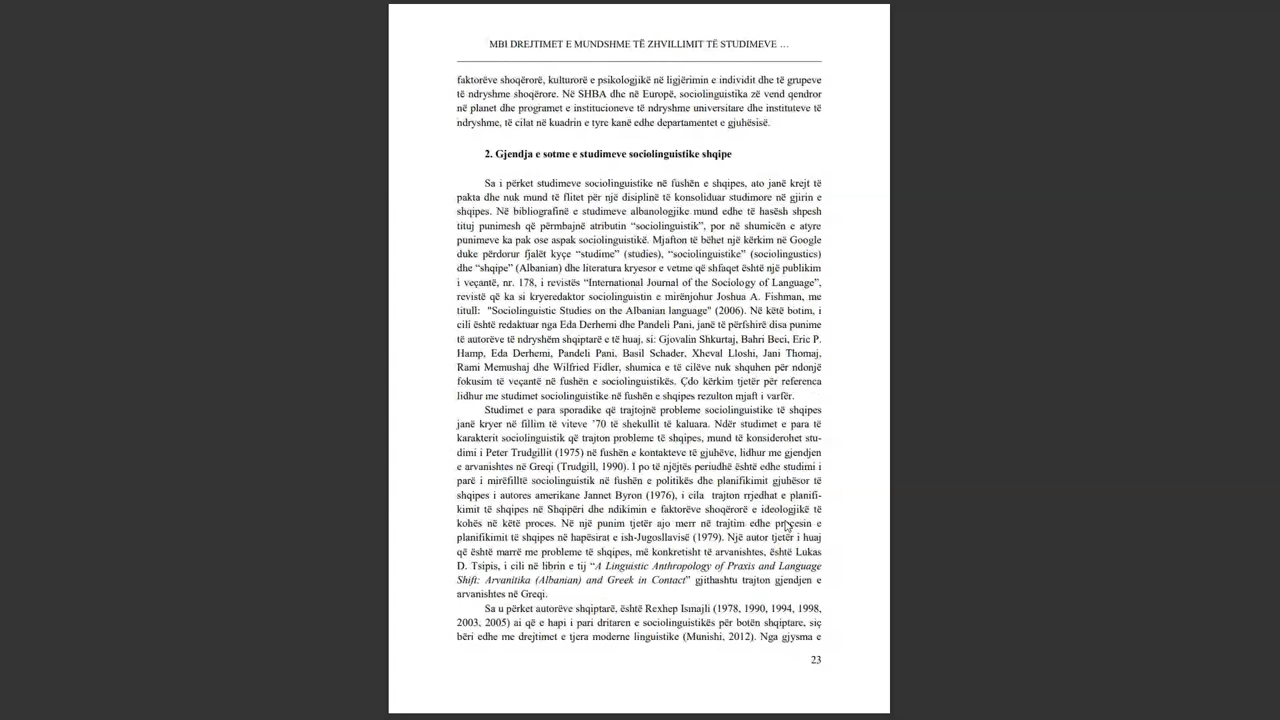 MBI DREJTIMET E MUNDSHME TË ZHVILLIMIT TË STUDIMEVE …
faktorëve shoqërorë, kulturorë e psikologjikë në ligjërimin e individit dhe të grupeve
të ndryshme shoqërore. Në SHBA dhe në Europë, sociolinguistika zë vend qendror
në planet dhe programet e institucioneve të ndryshme universitare dhe instituteve të
ndryshme, të cilat në kuadrin e tyre kanë edhe departamentet e gjuhësisë.
2. Gjendja e sotme e studimeve sociolinguistike shqipe
Sa i përket studimeve sociolinguistike në fushën e shqipes, ato janë krejt të
pakta dhe nuk mund të flitet për një disiplinë të konsoliduar studimore në gjirin e
shqipes. Në bibliografinë e studimeve albanologjike mund edhe të hasësh shpesh
tituj punimesh që përmbajnë atributin “sociolinguistik”, por në shumicën e atyre
punimeve ka pak ose aspak sociolinguistikë. Mjafton të bëhet një kërkim në Google
duke përdorur fjalët kyçe “studime” (studies), “sociolinguistike” (sociolingustics)
dhe “shqipe” (Albanian) dhe literatura kryesor e vetme që shfaqet është një publikim
i veçantë, nr. 178, i revistës “International Journal of the Sociology of Language”,
revistë që ka si kryeredaktor sociolinguistin e mirënjohur Joshua A. Fishman, me
titull: "Sociolinguistic Studies on the Albanian language" (2006). Në këtë botim, i
cili është redaktuar nga Eda Derhemi dhe Pandeli Pani, janë të përfshirë disa punime
të autorëve të ndryshëm shqiptarë e të huaj, si: Gjovalin Shkurtaj, Bahri Beci, Eric P.
Hamp, Eda Derhemi, Pandeli Pani, Basil Schader, Xheval Lloshi, Jani Thomaj,
Rami Memushaj dhe Wilfried Fidler, shumica e të cilëve nuk shquhen për ndonjë
fokusim të veçantë në fushën e sociolinguistikës. Çdo kërkim tjetër për referenca
lidhur me studimet sociolinguistike në fushën e shqipes rezulton mjaft i varfër.
Studimet e para sporadike që trajtojnë probleme sociolinguistike të shqipes
janë kryer në fillim të viteve ’70 të shekullit të kaluara. Ndër studimet e para të
karakterit sociolinguistik që trajton probleme të shqipes, mund të konsiderohet stu-
dimi i Peter Trudgillit (1975) në fushën e kontakteve të gjuhëve, lidhur me gjendjen
e arvanishtes në Greqi (Trudgill, 1990). I po të njëjtës periudhë është edhe studimi i
parë i mirëfilltë sociolinguistik në fushën e politikës dhe planifikimit gjuhësor të
shqipes i autores amerikane Jannet Byron (1976), i cila trajton rrjedhat e planifi-
kimit të shqipes në Shqipëri dhe ndikimin e faktorëve shoqërorë e ideologjikë të
kohës në këtë proces. Në një punim tjetër ajo merr në trajtim edhe procesin e
planifikimit të shqipes në hapësirat e ish-Jugosllavisë (1979). Një autor tjetër i huaj
që është marrë me probleme të shqipes, më konkretisht të arvanishtes, është Lukas
D. Tsipis, i cili në librin e tij “A Linguistic Anthropology of Praxis and Language
Shift: Arvanitika (Albanian) and Greek in Contact” gjithashtu trajton gjendjen e
arvanishtes në Greqi.
Sa u përket autorëve shqiptarë, është Rexhep Ismajli (1978, 1990, 1994, 1998,
2003, 2005) ai që e hapi i pari dritaren e sociolinguistikës për botën shqiptare, siç
bëri edhe me drejtimet e tjera moderne linguistike (Munishi, 2012). Nga gjysma e
23